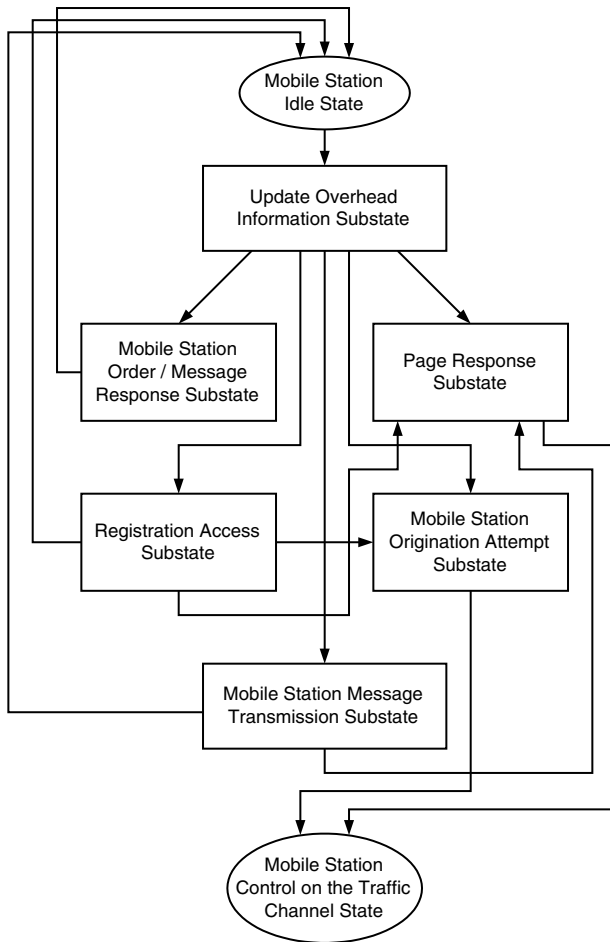 Mobile Station
Idle State
Update Overhead
Information Substate
Mobile Station
Order / Message
Response Substate
Page Response
Substate
Registration Access
Substate
Mobile Station
Origination Attempt
Substate
Mobile Station Message
Transmission Substate
Mobile Station
Control on the Traffic
Channel State